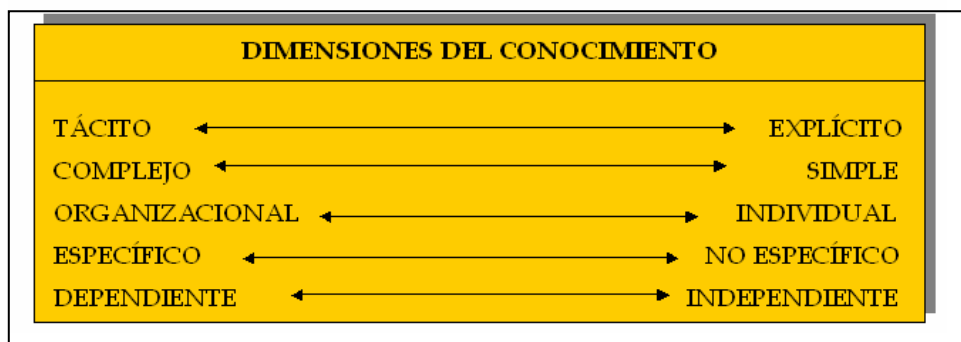 DIMENSIONES DEL CONOCIMIENTO
TÁCITO EXPLÍCITO
COMPLEJO SIMPLE
ORGANIZACIONAL INDIVIDUAL
ESPECÍFICO NO ESPECÍFICO
DEPENDIENTE INDEPENDIENTE